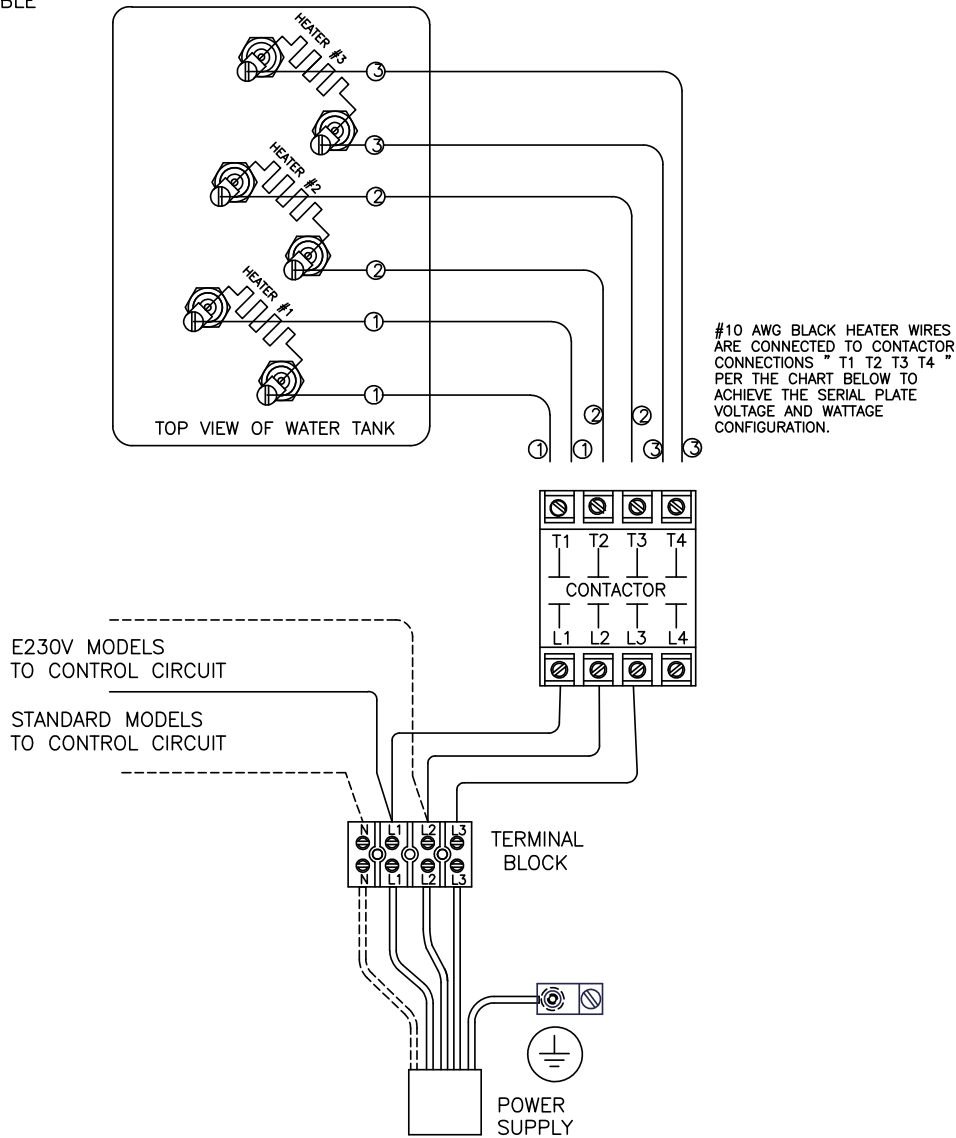 BLE
HEATER #3
3
3
HEATER #2
2
2
HEATER #1
1
1
TOP VIEW OF WATER TANK
#10 AWG BLACK HEATER WIRES
ARE CONNECTED TO CONTACTOR
CONNECTIONS " T1 T2 T3 T4 "
PER THE CHART BELOW TO
ACHIEVE THE SERIAL PLATE
VOLTAGE AND WATTAGE
CONFIGURATION.
1 1 2 2 3 3
T1 T2 T3 T4
CONTACTOR
L1 L2 L3 L4
E230V MODELS
TO CONTROL CIRCUIT
STANDARD MODELS
TO CONTROL CIRCUIT
N L1 L2 L3
N L1 L2 L3
TERMINAL
BLOCK
POWER
SUPPLY